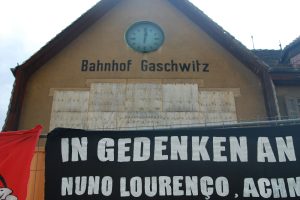 Bahnhof Gaschwitz
IN GEDENKEN AN
NUNO LOURENÇO, ACHM